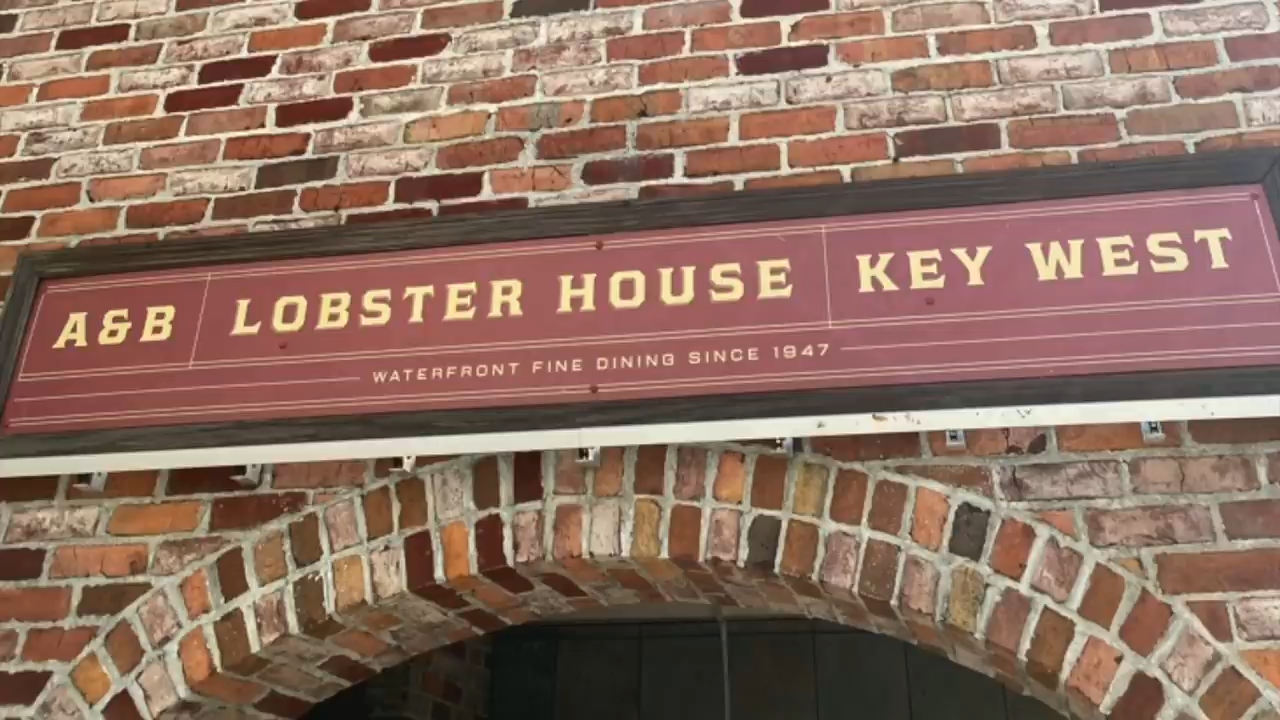 A&B LOBSTER HOUSE KEY WEST
WATERFRONT FINE DINING SINCE 1947